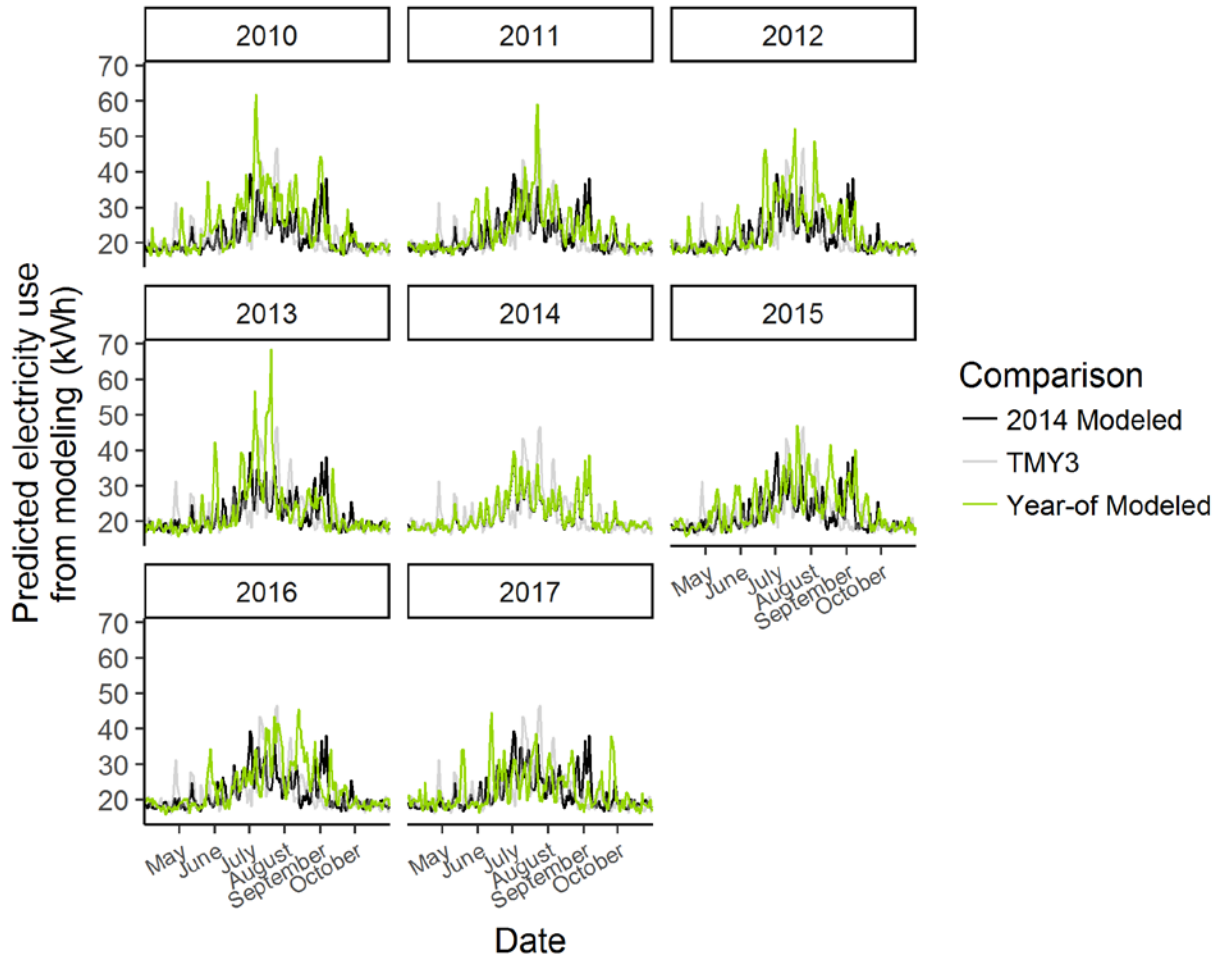 2010 2011 2012
70
60
50
40
30
20
2013 2014 2015
70
60
50
40
30
20
May June July August September October
2016 2017
70
60
50
40
30
20
May June July August September October
May June July August September October
Predicted electricity use
from modeling (kWh)
Date
Comparison
2014 Modeled
TMY3
Year-of Modeled